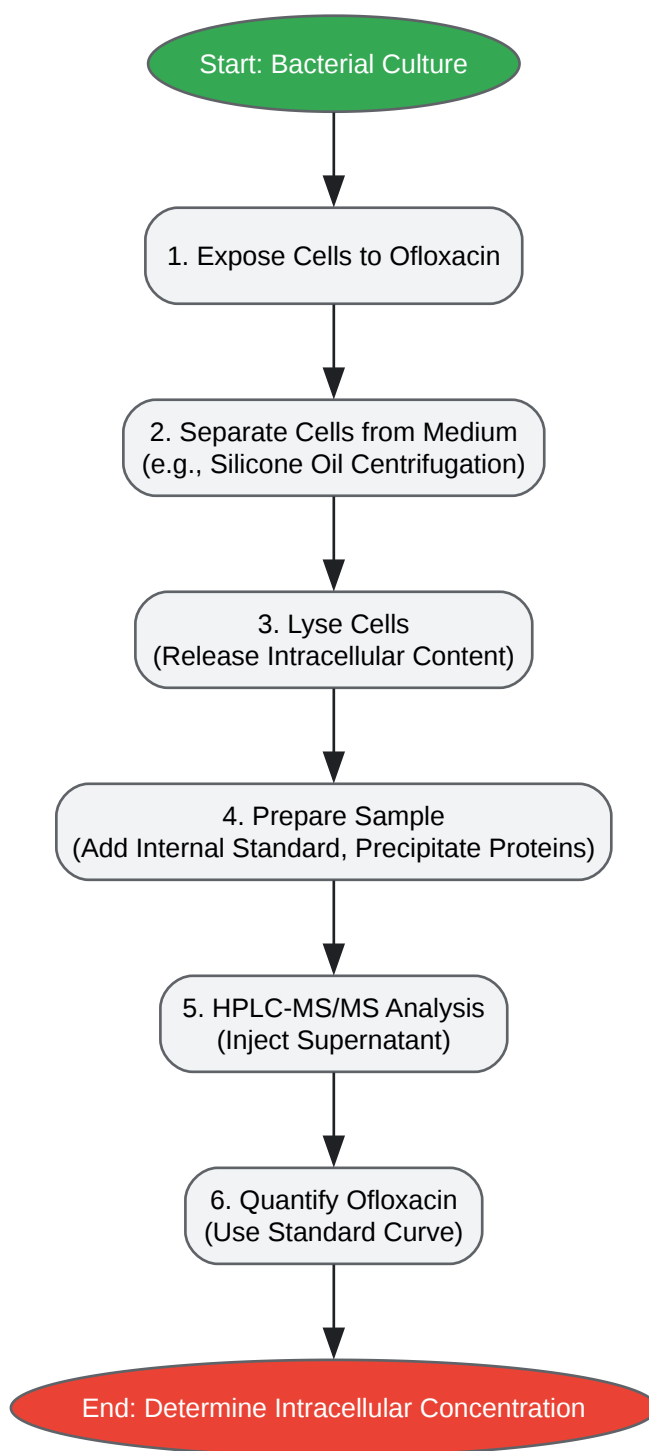 Start: Bacterial Culture
1. Expose Cells to Ofloxacin
2. Separate Cells from Medium
(e.g., Silicone Oil Centrifugation)
3. Lyse Cells
(Release Intracellular Content)
4. Prepare Sample
(Add Internal Standard, Precipitate Proteins)
5. HPLC-MS/MS Analysis
(Inject Supernatant)
6. Quantify Ofloxacin
(Use Standard Curve)
End: Determine Intracellular Concentration